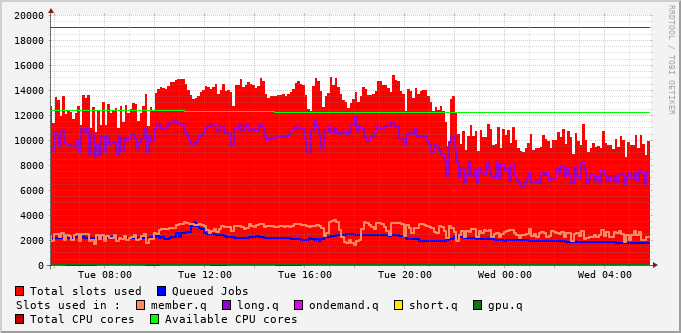 20000
18000
16000
14000
12000
10000
8000
6000
4000
2000
0
Tue 08:00 Tue 12:00 Tue 16:00 Tue 20:00 Wed 00:00 Wed 04:00
Total slots used Queued Jobs
Slots used in : member.q long.q ondemand.q short.q gpu.q
Total CPU cores Available CPU cores
RRDTOOL / TOBI OETIKER